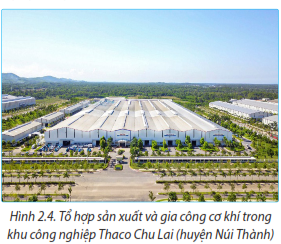 Hình 2.4. Tổ hợp sản xuất và gia công cơ khí trong
khu công nghiệp Thaco Chu Lai (huyện Núi Thành)